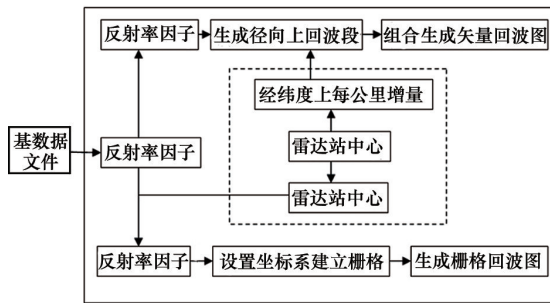 反射率因子
生成径向上回波段
组合生成矢量回波图
经纬度上每公里增量
基数据
文件
反射率因子
雷达站中心
雷达站中心
反射率因子
设置坐标系建立栅格
生成栅格回波图